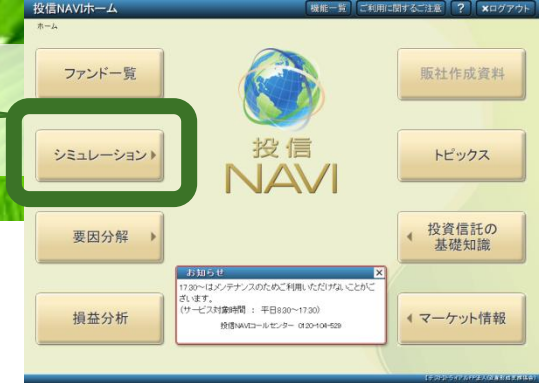 投信NAVIホーム
機能一覧 ご利用に関するご注意 ? ×ログアウト
ホーム
ファンド一覧
販社作成資料
シミュレーション
投信
NAVI
トピックス
要因分解
投資信託の
基礎知識
お知らせ ×
17:30～はメンテナンスのためご利用いただけないことがご
ざいます。
(サービス対象時間 : 平日8:30～17:30)
投信NAVIコールセンター 0120-104-529
損益分析
マーケット情報